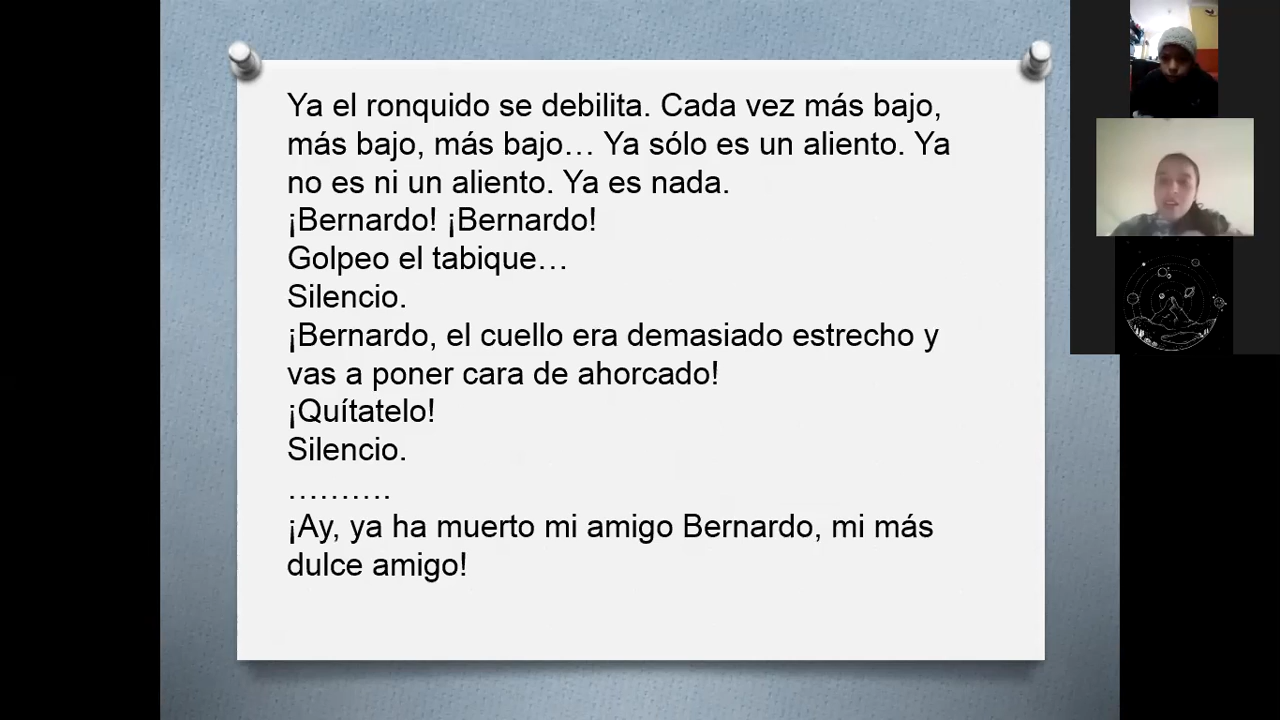 Ya el ronquido se debilita. Cada vez más bajo,
más bajo, más bajo… Ya sólo es un aliento. Ya
no es ni un aliento. Ya es nada.
¡Bernardo! ¡Bernardo!
Golpeo el tabique…
Silencio.
¡Bernardo, el cuello era demasiado estrecho y
vas a poner cara de ahorcado!
¡Quítatelo!
Silencio.
……….
¡Ay, ya ha muerto mi amigo Bernardo, mi más
dulce amigo!